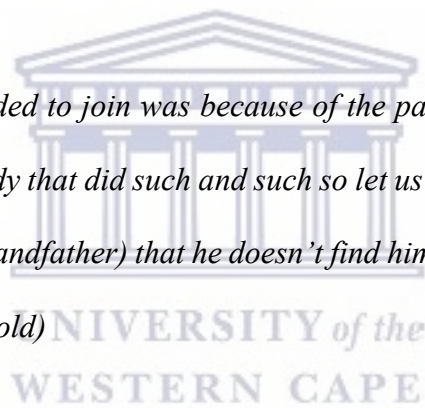 ded to join was because of the pa
dy that did such and such so let us
andfather) that he doesn't find him
old)
UNIVERSITY of the
WESTERN CAPE